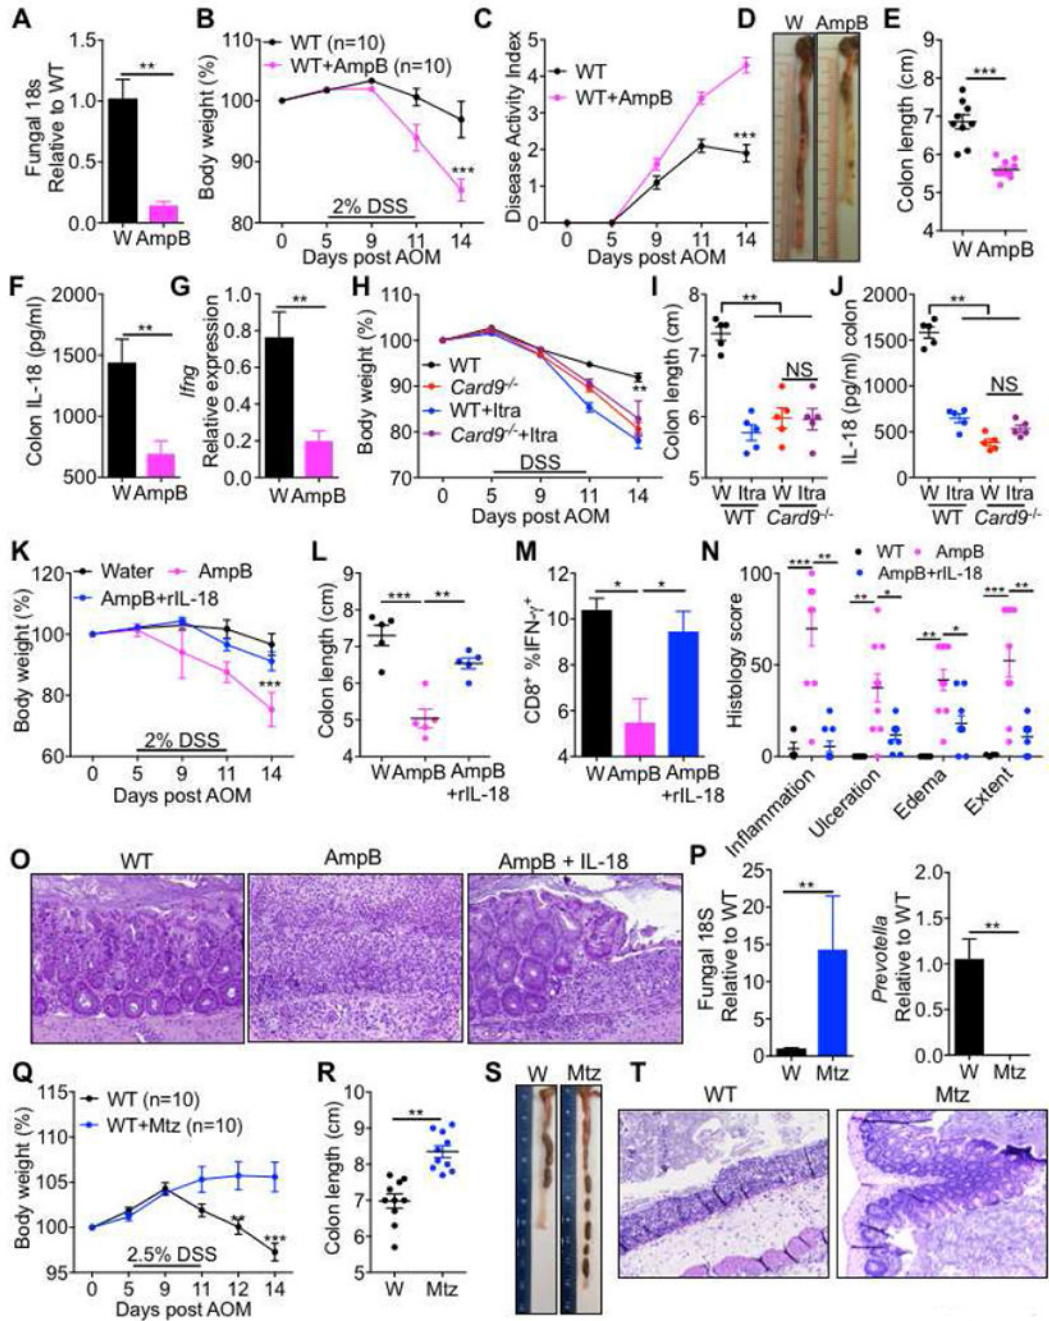 A
Fungal 18s
Relative to WT
1.5
1.0
0.5
0.0
**
W AmpB
B
Body weight (%)
110
100
90
80
WT (n=10)
WT+AmpB (n=10)
***
2% DSS
0 5 9 11 14
Days post AOM
C
Disease Activity Index
5
4
3
2
1
0
WT
WT+AmpB
***
0 5 9 11 14
Days post AOM
D
W AmpB
E
Colon length (cm)
9
8
7
6
5
4
***
W AmpB
F
Colon IL-18 (pg/ml)
2000
1500
1000
500
**
W AmpB
G
Ifng
Relative expression
1.0
0.8
0.6
0.4
0.2
0.0
**
W AmpB
H
Body weight (%)
110
100
90
80
70
WT
Card9-/-
WT+Itra
Card9-/-+Itra
**
DSS
0 5 9 11 14
Days post AOM
I
Colon length (cm)
8
7
6
5
**
NS
W Itra W Itra
WT Card9-/-
J
IL-18 (pg/ml) colon
2000
1500
1000
500
0
**
NS
W Itra W Itra
WT Card9-/-
K
Body weight (%)
120
100
80
60
Water AmpB
AmpB+rIL-18
***
2% DSS
0 5 9 11 14
Days post AOM
L
Colon length (cm)
9
8
7
6
5
4
*** **
W AmpB AmpB
+rIL-18
M
CD8+ %IFN-γ+
12
10
8
6
4
* *
W AmpB AmpB
+rIL-18
N
Histology score
100
50
0
WT AmpB
AmpB+rIL-18
*** **
** *
** *
*** **
Inflammation
Ulceration
Edema
Extent
O
WT AmpB AmpB + IL-18
P
Fungal 18S
Relative to WT
25
20
15
10
5
0
**
W Mtz
Prevotella
Relative to WT
2.0
1.5
1.0
0.5
0.0
**
W Mtz
Q
Body weight (%)
115
110
105
100
95
WT (n=10)
WT+Mtz (n=10)
**
***
2.5% DSS
0 5 9 11 12 14
Days post AOM
R
Colon length (cm)
10
9
8
7
6
5
**
W Mtz
S
W Mtz
T
WT Mtz